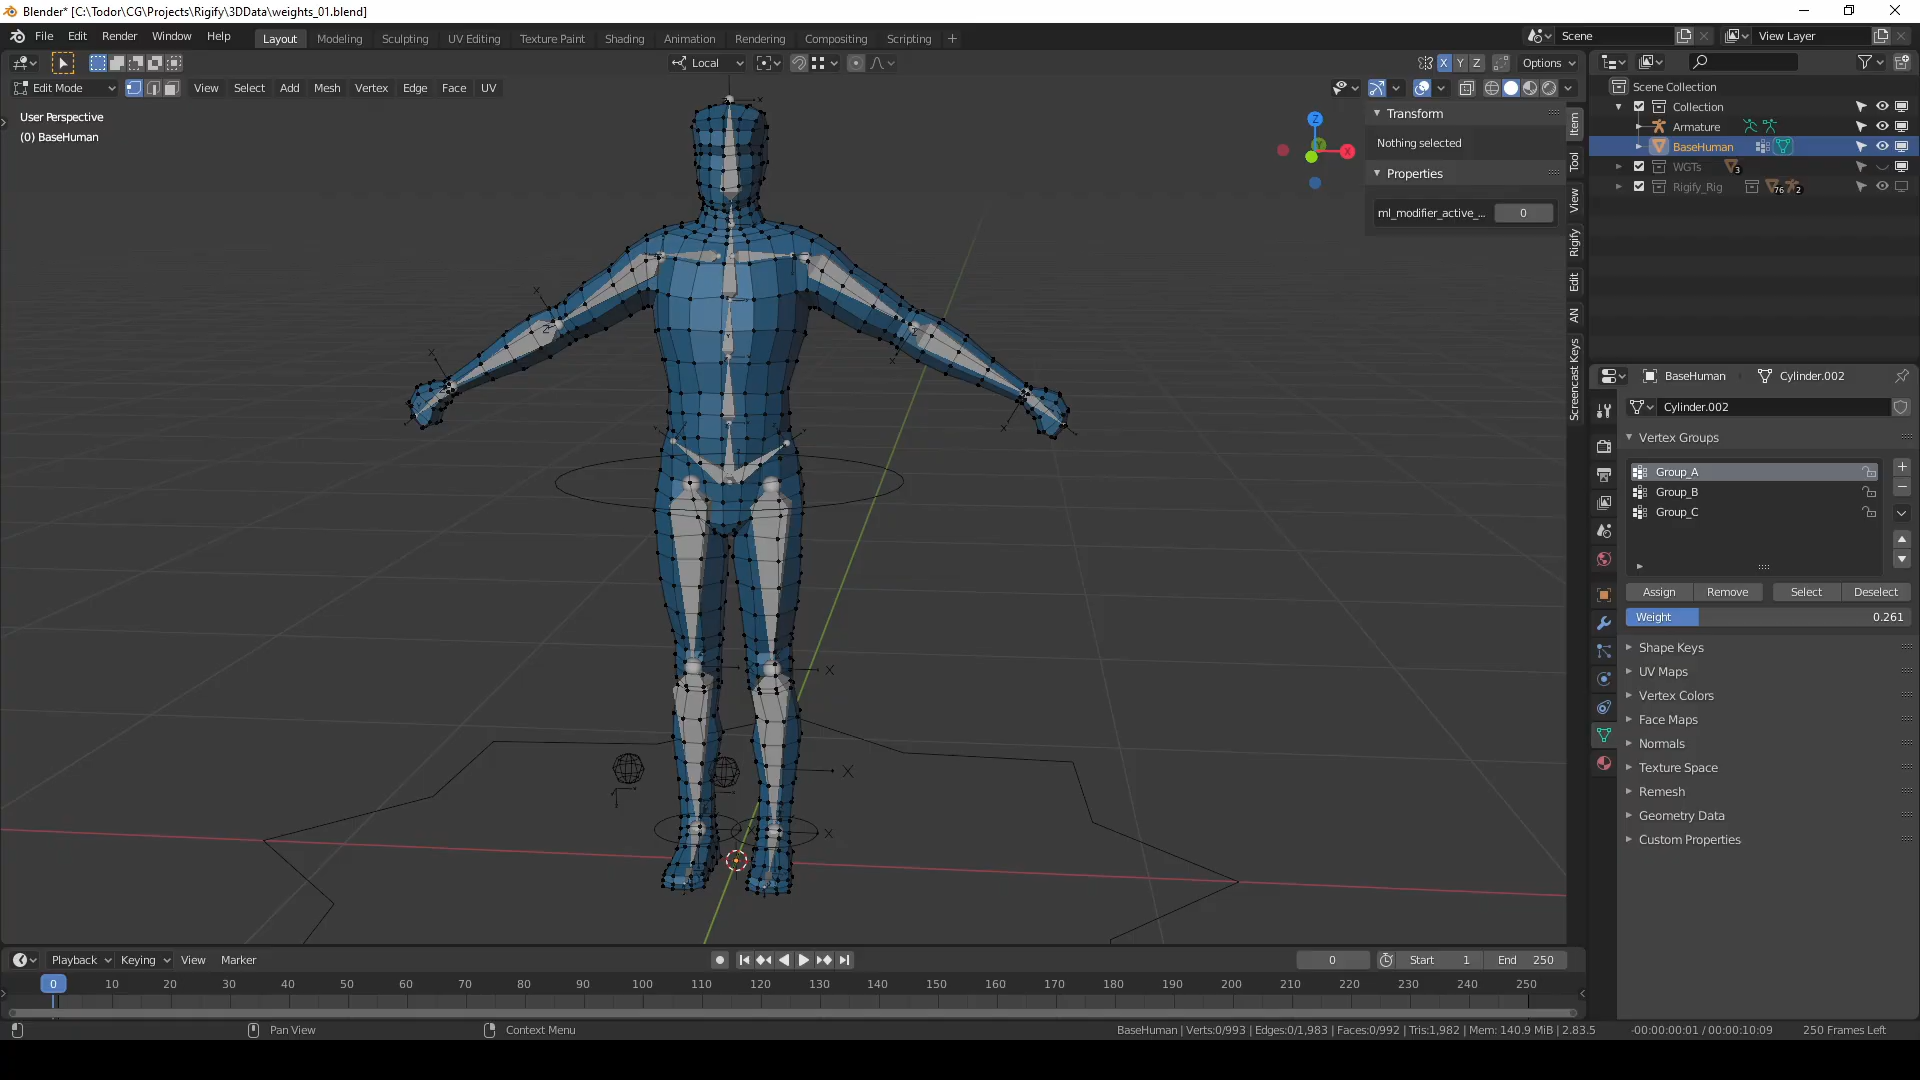 Blender* [C:\Todor\CG\Projects\Rigify\3DData\weights_01.blend]
File Edit Render Window Help Layout Modeling Sculpting UV Editing Texture Paint Shading Animation Rendering Compositing Scripting + Scene View Layer
Local X Y Z Options
Edit Mode View Select Add Mesh Vertex Edge Face UV
User Perspective
(0) BaseHuman
Z
Y
X
Transform
Nothing selected
Properties
ml_modifier_active_... 0
Item
Tool
View
Rigify
Edit
AN
Screencast Keys
Scene Collection
Collection
Armature
BaseHuman
WGTs 3
Rigify_Rig 76 2
BaseHuman Cylinder.002
Cylinder.002
Vertex Groups
Group_A
Group_B
Group_C
Assign Remove Select Deselect
Weight 0.261
Shape Keys
UV Maps
Vertex Colors
Face Maps
Normals
Texture Space
Remesh
Geometry Data
Custom Properties
Playback Keying View Marker 0 Start 1 End 250
0 10 20 30 40 50 60 70 80 90 100 110 120 130 140 150 160 170 180 190 200 210 220 230 240 250
Pan View Context Menu BaseHuman | Verts:0/993 | Edges:0/1,983 | Faces:0/992 | Tris:1,982 | Mem: 140.9 MiB | 2.83.5 -00:00:00:01 / 00:00:10:09 250 Frames Left